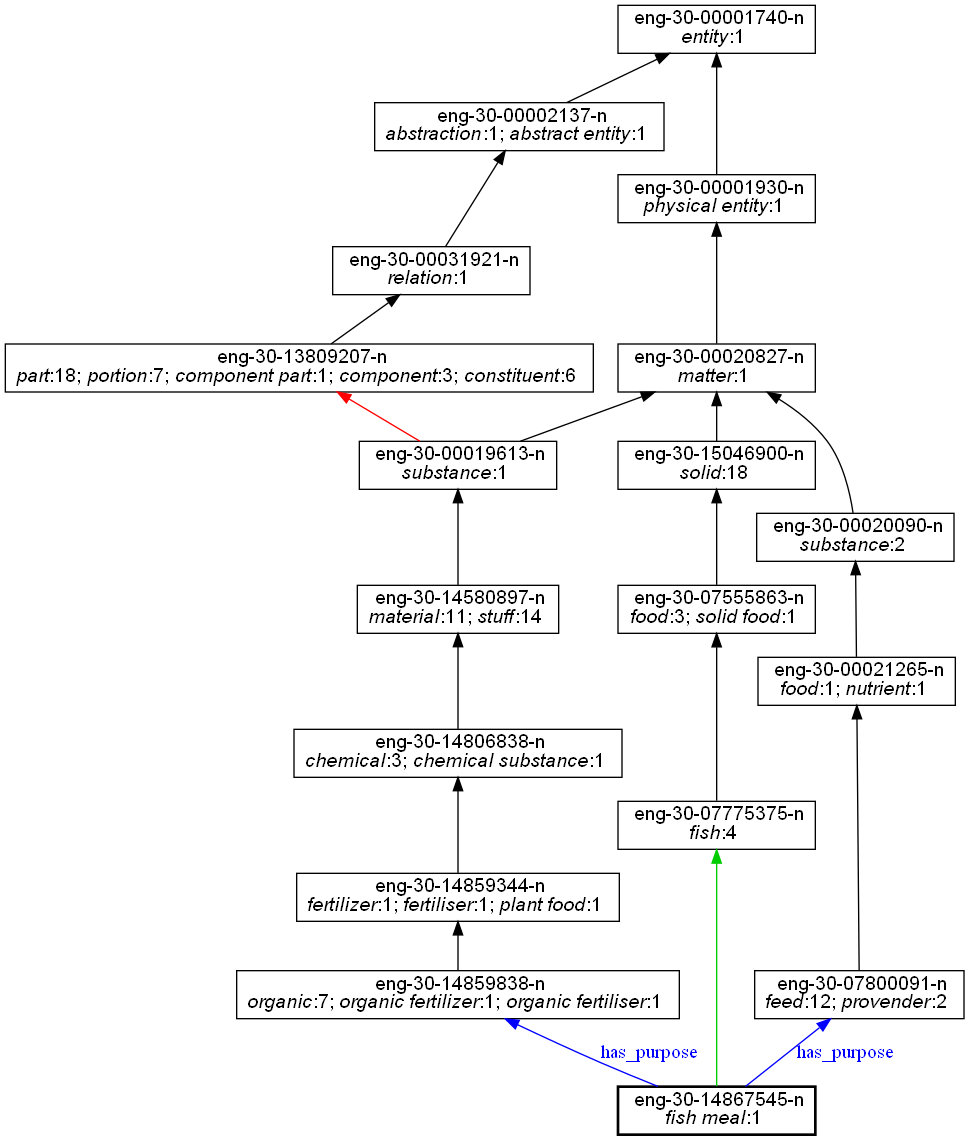 eng-30-00001740-n
entity:1
eng-30-00002137-n
abstraction:1; abstract entity:1
eng-30-00001930-n
physical entity:1
eng-30-00031921-n
relation:1
eng-30-13809207-n
part:18; portion:7; component part:1; component:3; constituent:6
eng-30-00020827-n
matter:1
eng-30-00019613-n
substance:1
eng-30-15046900-n
solid:18
eng-30-00020090-n
substance:2
eng-30-14580897-n
material:11; stuff:14
eng-30-07555863-n
food:3; solid food:1
eng-30-00021265-n
food:1; nutrient:1
eng-30-14806838-n
chemical:3; chemical substance:1
eng-30-07775375-n
fish:4
eng-30-14859344-n
fertilizer:1; fertiliser:1; plant food:1
eng-30-14859838-n
organic:7; organic fertilizer:1; organic fertiliser:1
eng-30-07800091-n
feed:12; provender:2
has_purpose
has_purpose
eng-30-14867545-n
fish meal:1